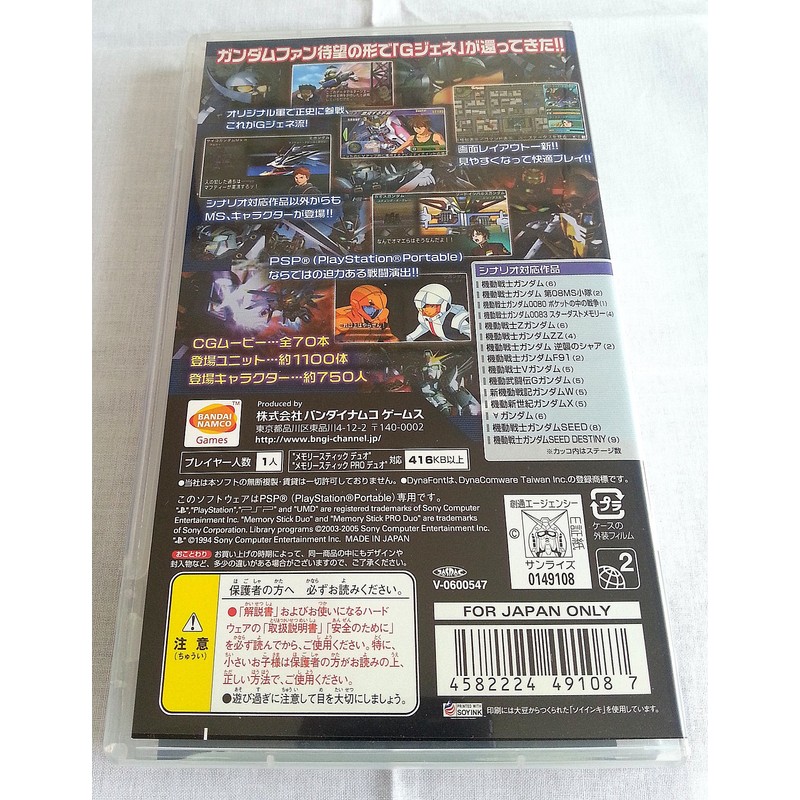 ガンダムファン待望の形で「Gジェネ」が還ってきた!!
オリジナル軍で正史に参戦
これがGジェネ流!
画面レイアウト一新!!
見やすくなって快適プレイ!!
シナリオ対応作品以外からも
MS、キャラクターが登場!!
なんでオマエらはそうなんだよ!!
PSP®(PlayStation®Portable)
ならではの迫力ある戦闘演出!!
CGムービー…全70本
登場ユニット…約1100体
登場キャラクター…約750人
シナリオ対応作品
機動戦士ガンダム(6)
機動戦士ガンダム 第08MS小隊(2)
機動戦士ガンダム0080 ポケットの中の戦争(1)
機動戦士ガンダム0083 スターダストメモリー(4)
機動戦士Zガンダム(6)
機動戦士ガンダムZZ(4)
機動戦士ガンダム 逆襲のシャア(2)
機動戦士ガンダムF91(2)
機動戦士Vガンダム(5)
機動武闘伝Gガンダム(5)
新機動戦記ガンダムW(5)
機動新世紀ガンダムX(5)
∀ガンダム(6)
機動戦士ガンダムSEED(8)
機動戦士ガンダムSEED DESTINY(9)
※カッコ内はステージ数
BANDAI
NAMCO
Games
Produced by
株式会社 バンダイナムコ ゲームス
東京都品川区東品川4-12-2 〒140-0002
http://www.bngi-channel.jp/
プレイヤー人数 1人
"メモリースティック デュオ"
"メモリースティック PRO デュオ" 対応 416KB以上
●当社は本ソフトの無断複製・賃貸は一切許可しておりません。 ●DynaFontは、DynaComware Taiwan Inc.の登録商標です。
このソフトウェアはPSP®(PlayStation®Portable)専用です。
"PlayStation", "PSP" and "UMD" are registered trademarks of Sony Computer
Entertainment Inc. "Memory Stick Duo" and "Memory Stick PRO Duo" are trademarks
of Sony Corporation. Library programs ©2003-2005 Sony Computer Entertainment Inc.
©1994 Sony Computer Entertainment Inc. MADE IN JAPAN
おことわり お買い上げの時期によって、同一商品の中にもデザインや
封入物など、多少の違いがある場合がございますので、ご了承ください。
創通エージェンシー
©
証紙
サンライズ
0149108
ケースの
外装フィルム
プラ
2
V-0600547
注意
(ちゅうい)
保護者の方へ 必ずお読みください。
●「解説書」およびお使いになるハード
ウェアの「取扱説明書」「安全のために」
を必ず読んでから、ご使用ください。特に、
小さいお子様は保護者の方がお読みの上、
正しい方法で、ご使用ください。
●遊び過ぎに注意して目を大切にしましょう。
FOR JAPAN ONLY
4582224 49108 7
PRINTED WITH
SOY INK
印刷には大豆からつくられた「ソイインキ」を使用しています。